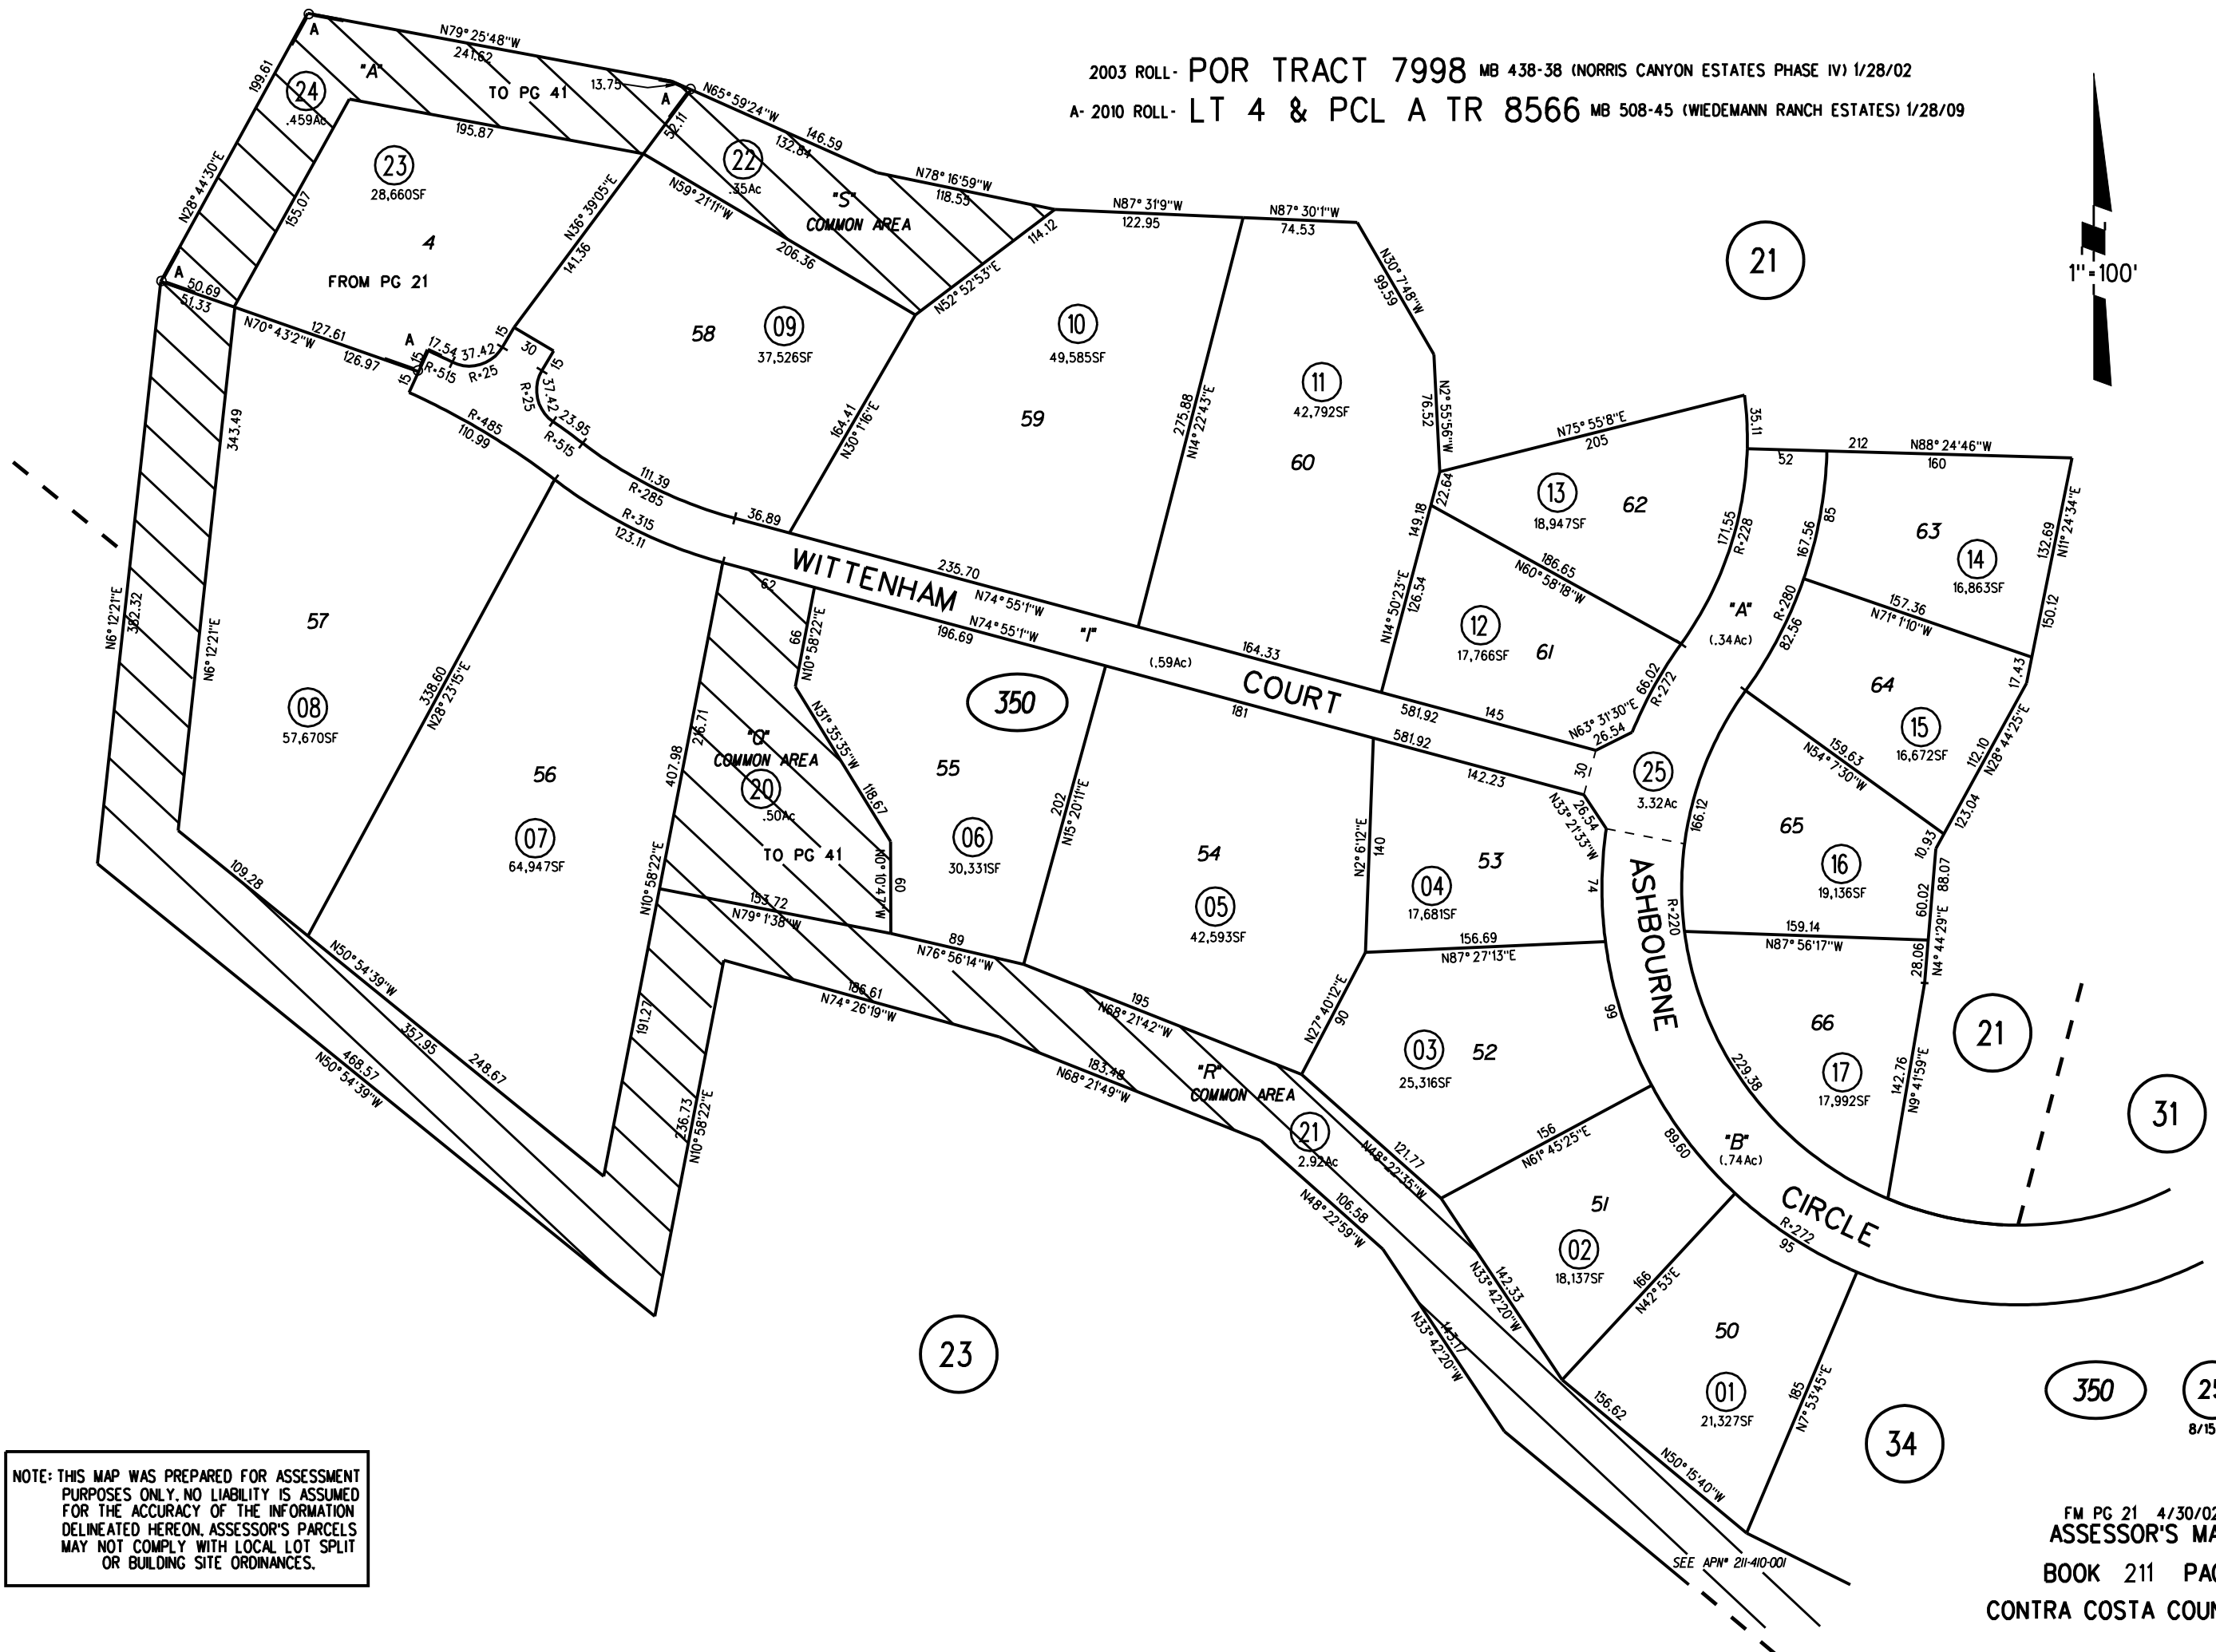 2003 ROLL- POR TRACT 7998 MB 438-38 (NORRIS CANYON ESTATES PHASE IV) 1/28/02
A- 2010 ROLL- LT 4 & PCL A TR 8566 MB 508-45 (WIEDEMANN RANCH ESTATES) 1/28/09
1"=100'
21
A
N79°25'48"W
241.62
13.75
A
199.61
24
.459Ac
"A"
TO PG 41
N28°44'30"E
195.87
52.11
155.07
23
28,660SF
4
FROM PG 21
N36°39'05"E
141.36
N65°59'24"W
146.59
132.84
22
.35Ac
"S"
COMMON AREA
N59°21'11"W
206.36
N78°16'59"W
118.55
114.12
N52°52'53"E
N87°31'9"W
122.95
N87°30'1"W
74.53
N30°7'48"W
99.59
N2°55'56"W
76.52
A
50.69
51.33
N70°43'2"W
127.61
126.97
A
15
15
17.54
R=515
37.42
R=25
15
30
15
37.42
R=25
23.95
R=515
R=485
110.99
111.39
R=285
R=315
123.11
36.89
58
09
37,526SF
164.41
N30°1'16"E
10
49,585SF
59
275.88
N14°22'43"E
11
42,792SF
60
N75°55'8"E
205
35.11
13
18,947SF
62
22.64
149.18
N14°50'23"E
126.54
186.65
N60°58'18"W
171.55
R=228
12
17,766SF
61
66.02
R=272
N63°31'30"E
26.54
52
212
N88°24'46"W
160
85
167.56
63
14
16,863SF
132.69
N11°24'34"E
150.12
157.36
N71°1'10"W
R=280
82.56
"A"
(.34Ac)
64
17.43
15
16,672SF
112.10
N28°44'25"E
123.04
159.63
N54°7'30"W
25
3.32Ac
166.12
65
16
19,136SF
10.93
88.07
60.02
N4°44'29"E
28.06
159.14
N87°56'17"W
R=220
66
17
17,992SF
142.76
N9°41'59"E
229.38
21
31
WITTENHAM
COURT
235.70
N74°55'1"W
N74°55'1"W
196.69
"I"
(.59Ac)
164.33
581.92
145
181
581.92
142.23
30
26.54
N33°21'33"W
350
343.49
N6°12'21"E
N6°12'21"E
382.32
57
08
57,670SF
338.60
N28°23'15"E
56
07
64,947SF
407.98
216.71
N10°58'22"E
62
66
N10°58'22"E
N31°35'35"W
118.67
"Q"
COMMON AREA
20
.50Ac
TO PG 41
N0°10'47"W
60
55
06
30,331SF
202
N15°20'11"E
54
05
42,593SF
N2°6'12"E
140
53
04
17,681SF
74
ASHBOURNE
CIRCLE
156.69
N87°27'13"E
99
N27°40'12"E
90
03
25,316SF
52
153.72
N79°1'38"W
89
N76°56'14"W
186.61
N74°26'19"W
195
N68°21'42"W
183.48
N68°21'49"W
"R"
COMMON AREA
21
2.92Ac
121.77
N48°22'35"W
106.58
N48°22'59"W
156
N61°45'25"E
89.60
"B"
(.74Ac)
51
02
18,137SF
142.33
N33°42'20"W
143.17
N33°42'20"W
166
N42°53'E
R=272
95
50
01
21,327SF
185
N7°53'45"E
156.62
N50°15'40"W
109.28
N50°54'39"W
357.95
248.67
468.57
N50°54'39"W
191.27
236.73
N10°58'22"E
23
34
SEE APN# 211-410-001
350
8/15
FM PG 21 4/30/02
ASSESSOR'S MA
BOOK 211 PA
CONTRA COSTA COUN
NOTE: THIS MAP WAS PREPARED FOR ASSESSMENT
PURPOSES ONLY. NO LIABILITY IS ASSUMED
FOR THE ACCURACY OF THE INFORMATION
DELINEATED HEREON. ASSESSOR'S PARCELS
MAY NOT COMPLY WITH LOCAL LOT SPLIT
OR BUILDING SITE ORDINANCES.